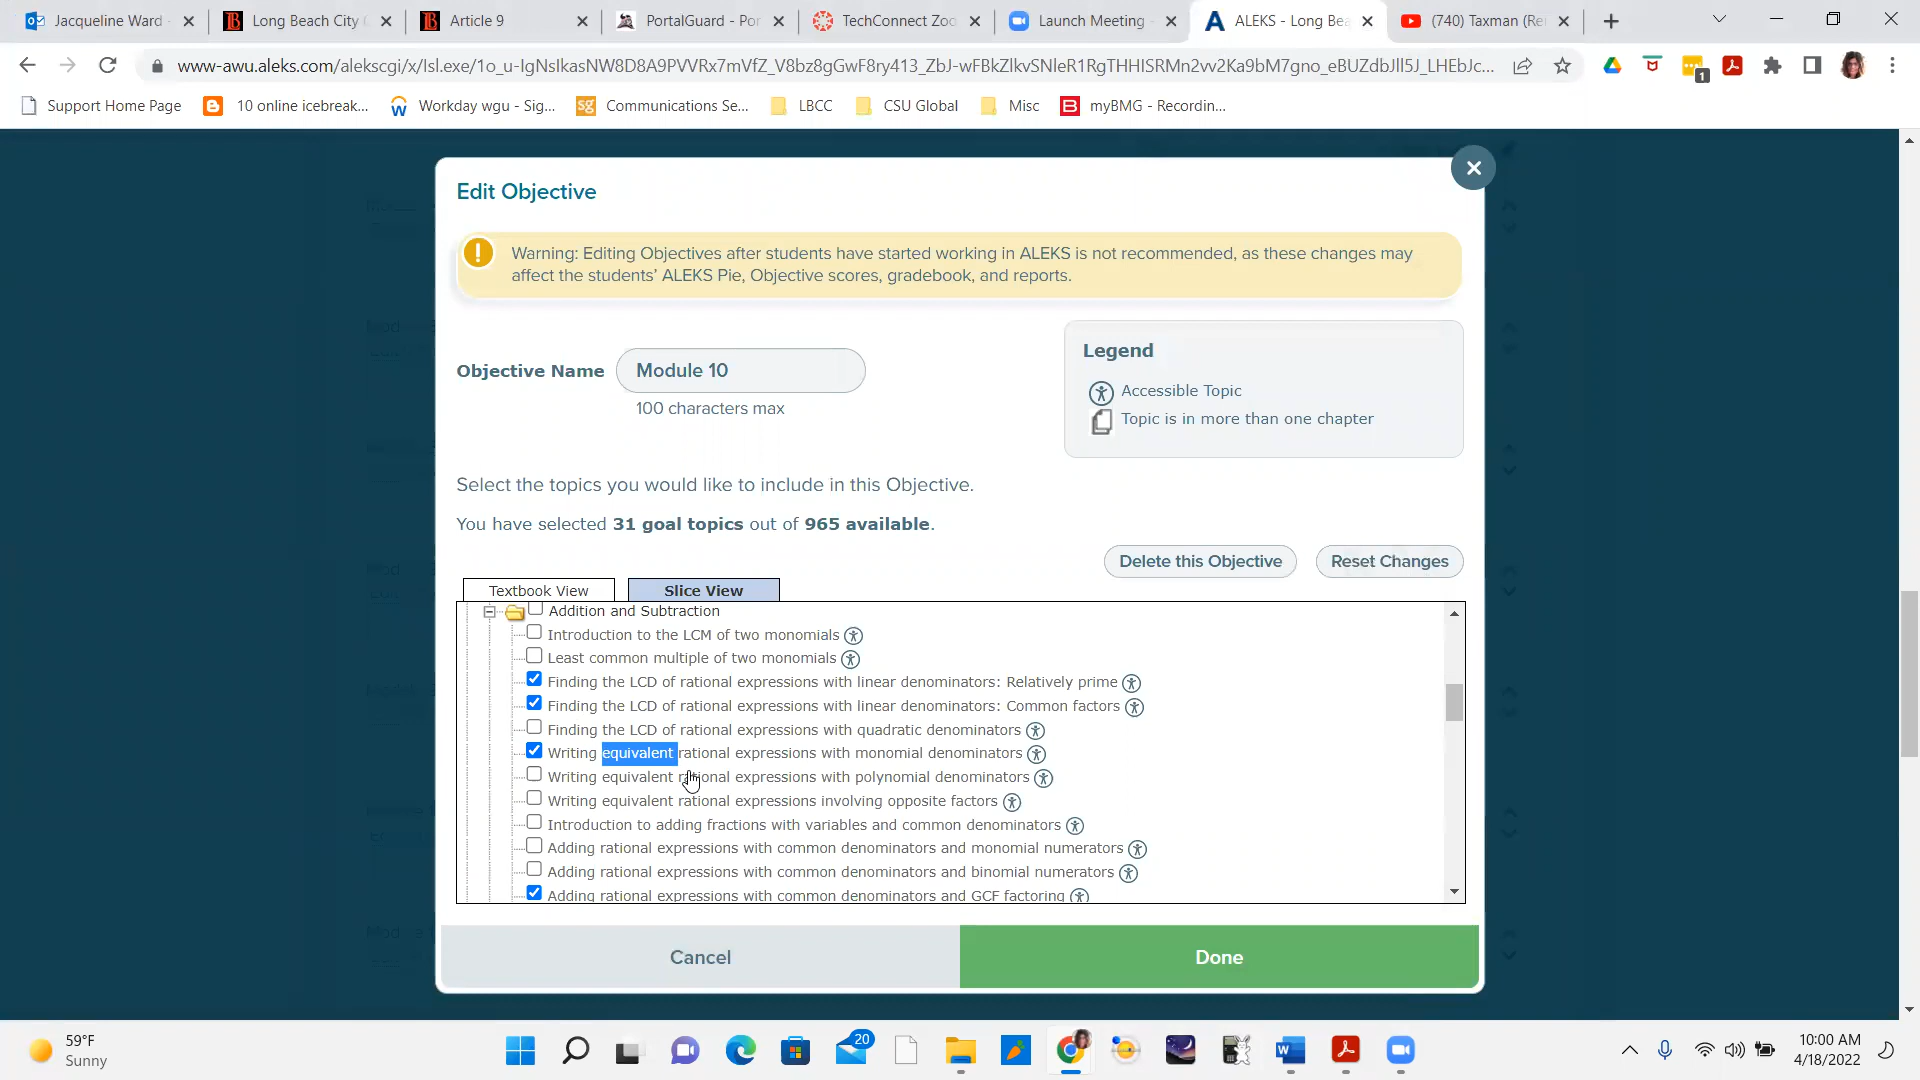 Jacqueline Ward -
Long Beach City
Article 9
PortalGuard - Por
TechConnect Zoo
Launch Meeting -
ALEKS - Long Bea
(740) Taxman (Re
www-awu.aleks.com/alekscgi/x/Isl.exe/1o_u-IgNsIkasNW8D8A9PVVRx7mVfZ_V8bz8gGwF8ry413_ZbJ-wFBkZlkvSNleR1RgTHHISRMn2vv2Ka9bM7gno_eBUZdbJll5J_LHEbJc...
Support Home Page
10 online icebreak...
Workday wgu - Sig...
Communications Se...
LBCC
CSU Global
Misc
myBMG - Recordin...
Edit Objective
Warning: Editing Objectives after students have started working in ALEKS is not recommended, as these changes may
affect the students' ALEKS Pie, Objective scores, gradebook, and reports.
Objective Name
Module 10
100 characters max
Legend
Accessible Topic
Topic is in more than one chapter
Select the topics you would like to include in this Objective.
You have selected 31 goal topics out of 965 available.
Delete this Objective
Reset Changes
Textbook View
Slice View
Addition and Subtraction
Introduction to the LCM of two monomials
Least common multiple of two monomials
Finding the LCD of rational expressions with linear denominators: Relatively prime
Finding the LCD of rational expressions with linear denominators: Common factors
Finding the LCD of rational expressions with quadratic denominators
Writing equivalent rational expressions with monomial denominators
Writing equivalent rational expressions with polynomial denominators
Writing equivalent rational expressions involving opposite factors
Introduction to adding fractions with variables and common denominators
Adding rational expressions with common denominators and monomial numerators
Adding rational expressions with common denominators and binomial numerators
Adding rational expressions with common denominators and GCF factoring
Cancel
Done
59°F
Sunny
20
10:00 AM
4/18/2022